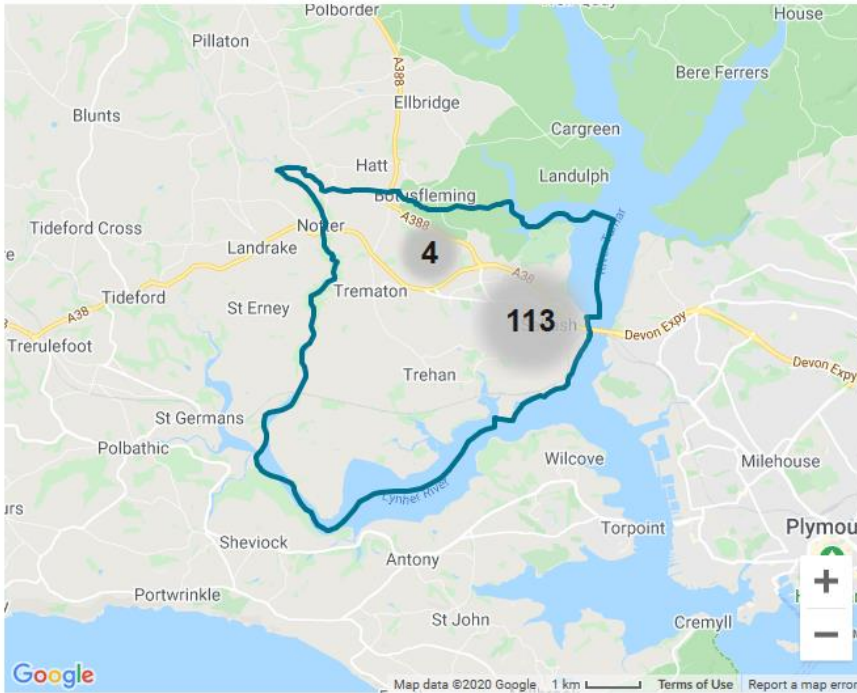 Polborder
House
Pillaton
A388
Bere Ferrers
Ellbridge
Blunts
Cargreen
Hatt
Landulph
Botusfleming
Tideford Cross
Notter
A388
Landrake
4
A38
Tideford
Trematon
St Erney
113
A38
Devon Expy
Trerulefoot
Devon Expy
Trehan
St Germans
Polbathic
Wilcove
Milehouse
Lynher River
urs
Torpoint
Plymou
Sheviock
Antony
+
Portwrinkle
St John
Cremyll
−
Google
Map data ©2020 Google
1 km
Terms of Use
Report a map error